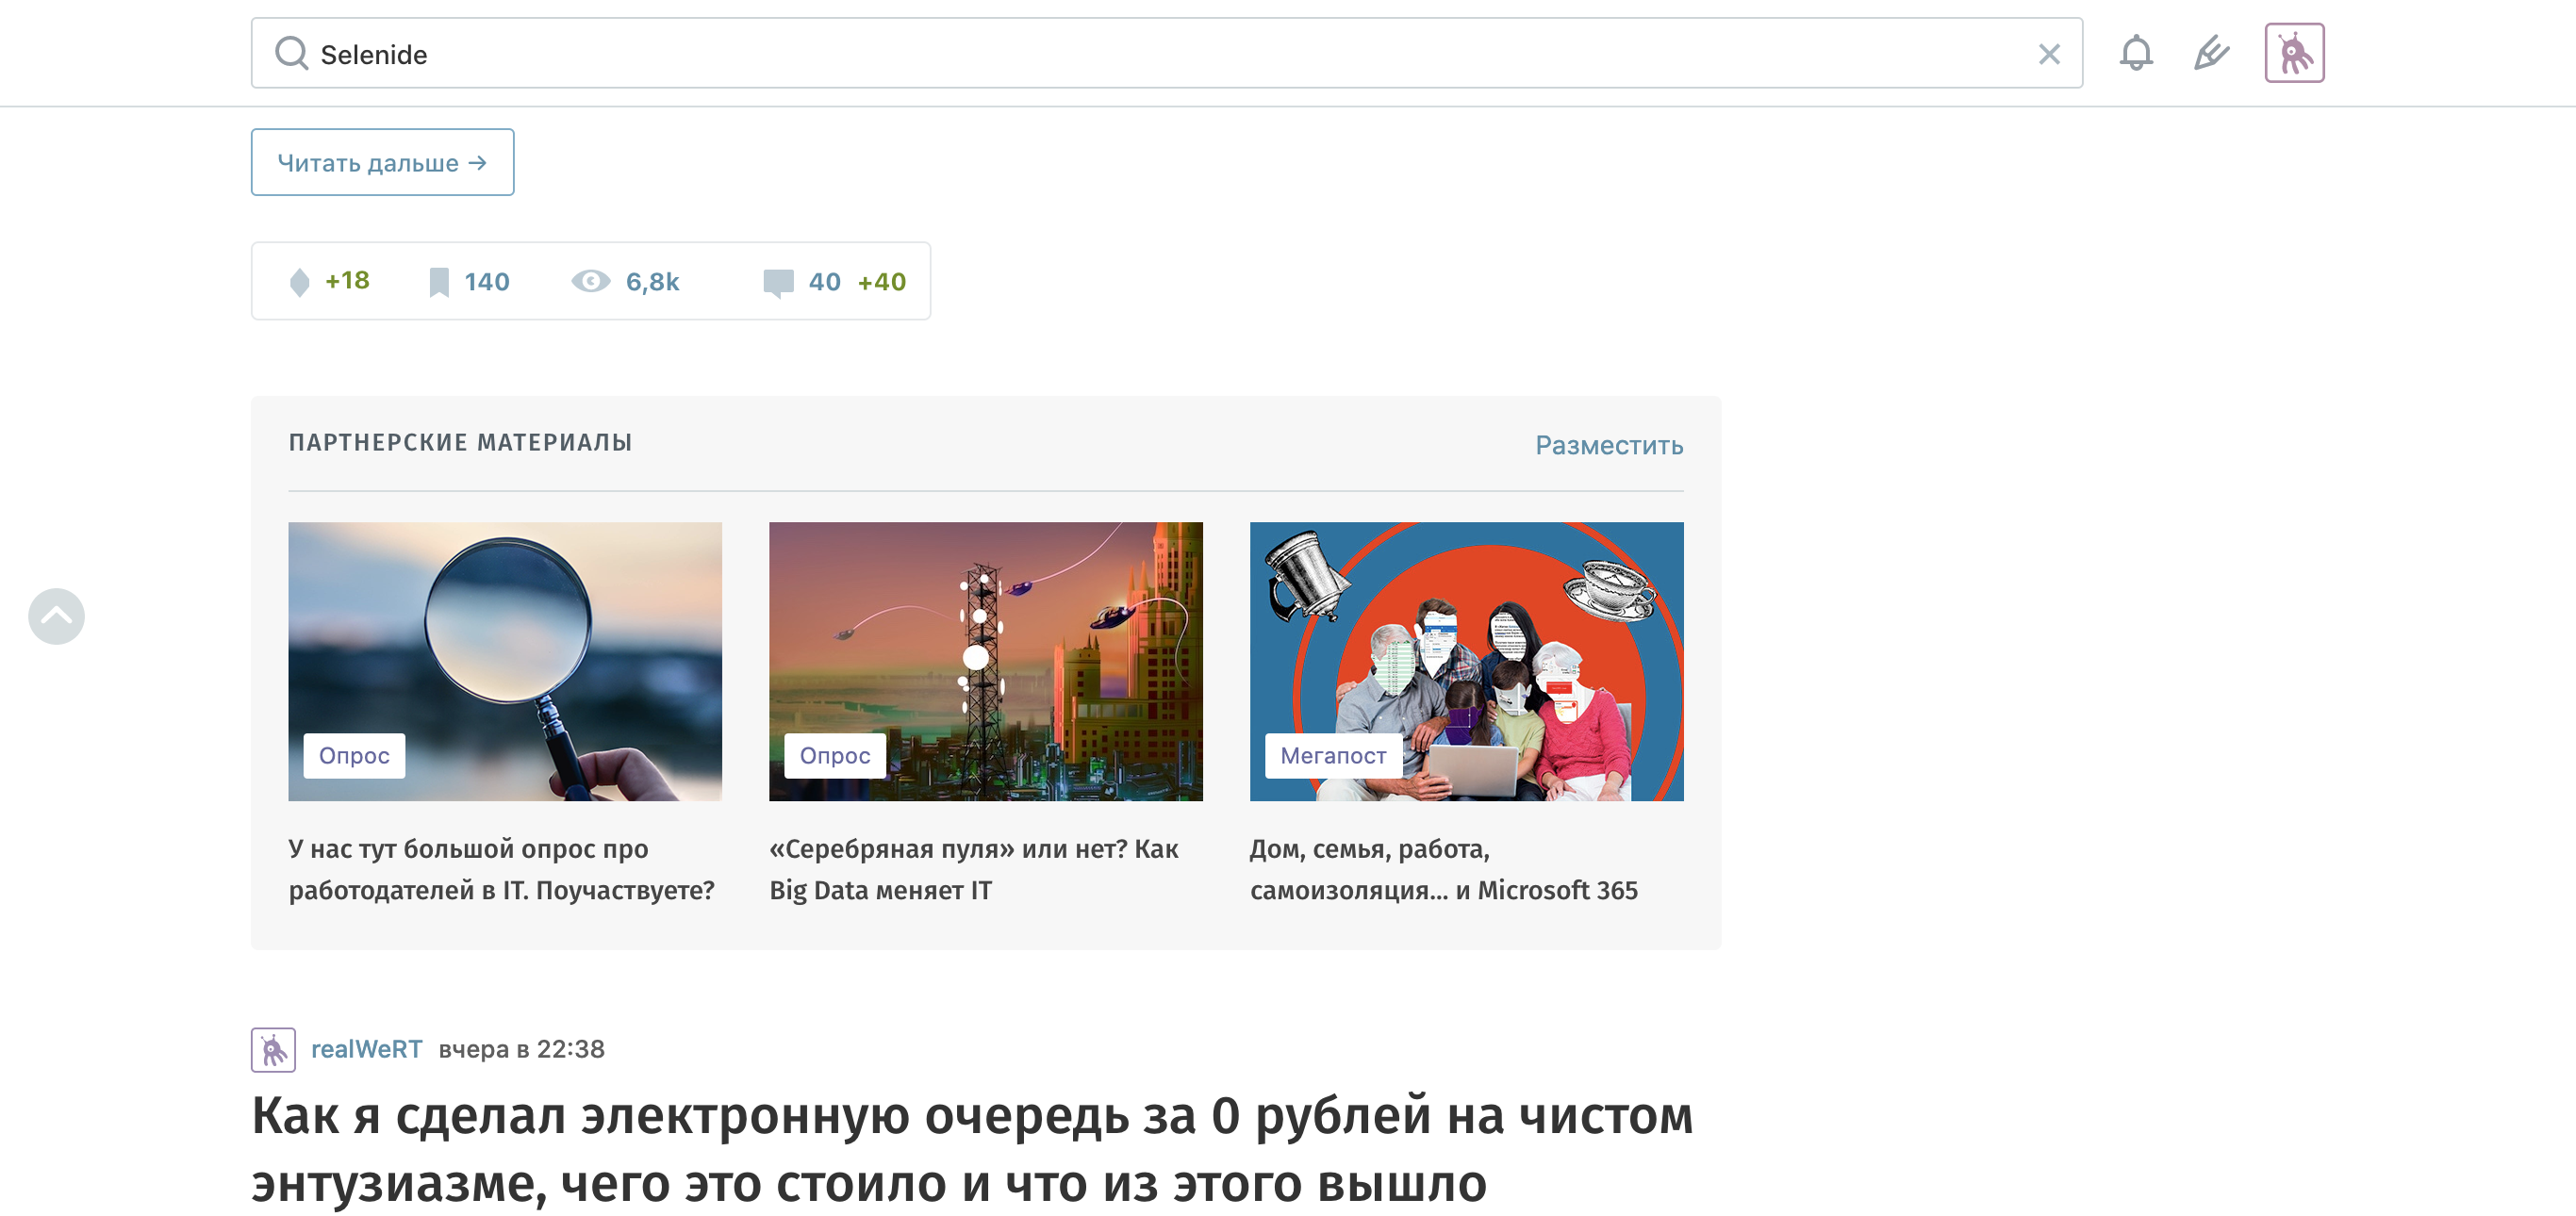 Selenide
Читать дальше →
+18 140 6,8k 40 +40
ПАРТНЕРСКИЕ МАТЕРИАЛЫ
Разместить
Опрос
У нас тут большой опрос про
работодателей в IT. Поучаствуете?
Опрос
«Серебряная пуля» или нет? Как
Big Data меняет IT
Мегапост
Дом, семья, работа,
самоизоляция... и Microsoft 365
realWeRT вчера в 22:38
Как я сделал электронную очередь за 0 рублей на чистом
энтузиазме, чего это стоило и что из этого вышло